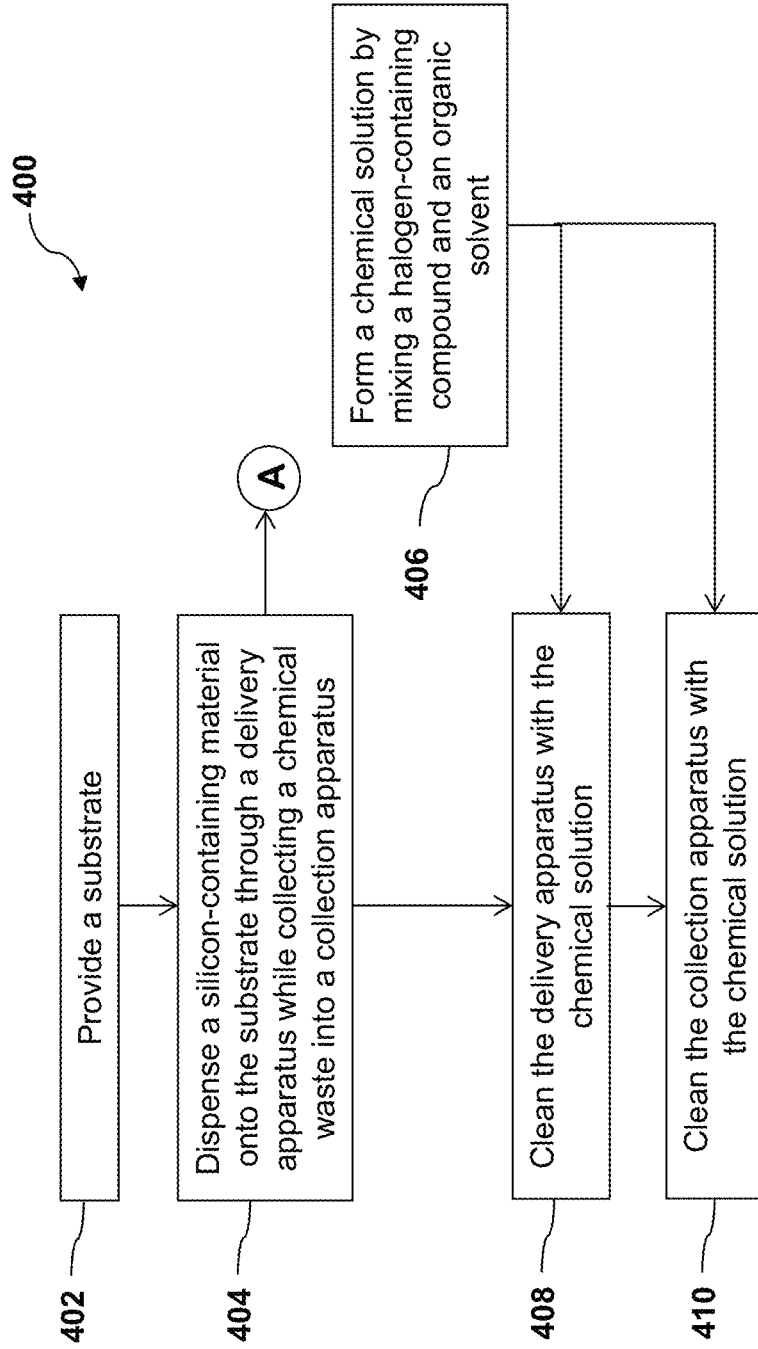 400
402
Provide a substrate
404
Dispense a silicon-containing material
onto the substrate through a delivery
apparatus while collecting a chemical
waste into a collection apparatus
A
406
Form a chemical solution by
mixing a halogen-containing
compound and an organic
solvent
408
Clean the delivery apparatus with the
chemical solution
410
Clean the collection apparatus with
the chemical solution